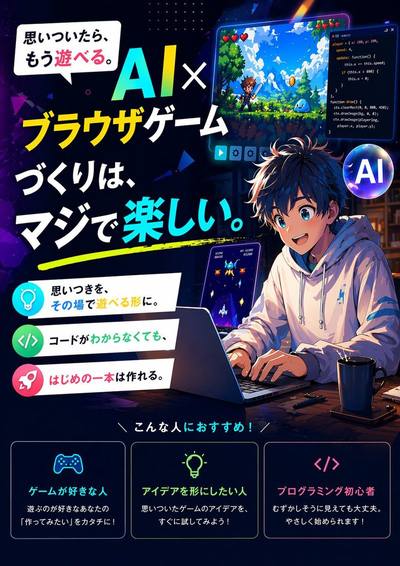 思いついたら、
もう遊べる。
AI×
ブラウザゲーム
づくりは、
マジで楽しい。
AI
思いつきを、
その場で遊べる形に。
コードがわからなくても、
はじめの一本は作れる。
＼ こんな人におすすめ！ ／
ゲームが好きな人
遊ぶのが好きなあなたの
「作ってみたい」をカタチに！
アイデアを形にしたい人
思いついたゲームのアイデアを、
すぐに試してみよう！
プログラミング初心者
むずかしそうに見えても大丈夫。
やさしく始められます！